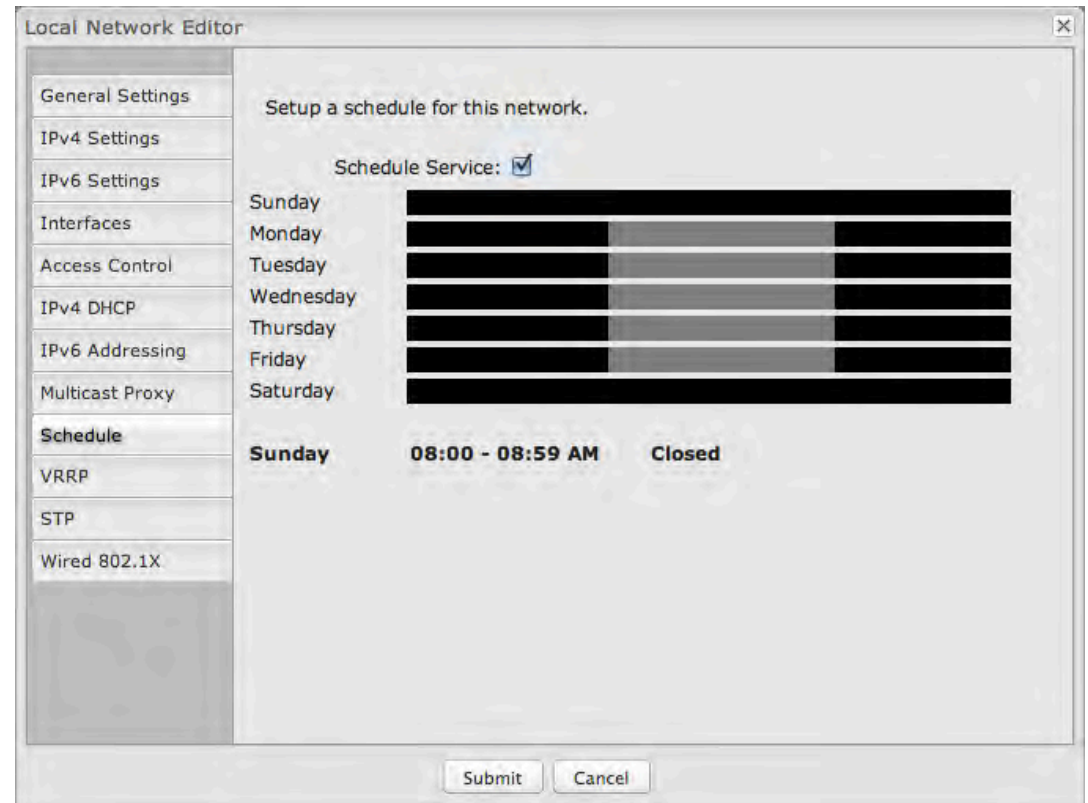 Local Network Editor
General Settings
IPv4 Settings
IPv6 Settings
Interfaces
Access Control
IPv4 DHCP
IPv6 Addressing
Multicast Proxy
Schedule
VRRP
STP
Wired 802.1X
Setup a schedule for this network.
Schedule Service:
Sunday
Monday
Tuesday
Wednesday
Thursday
Friday
Saturday
Sunday 08:00 - 08:59 AM Closed
Submit Cancel